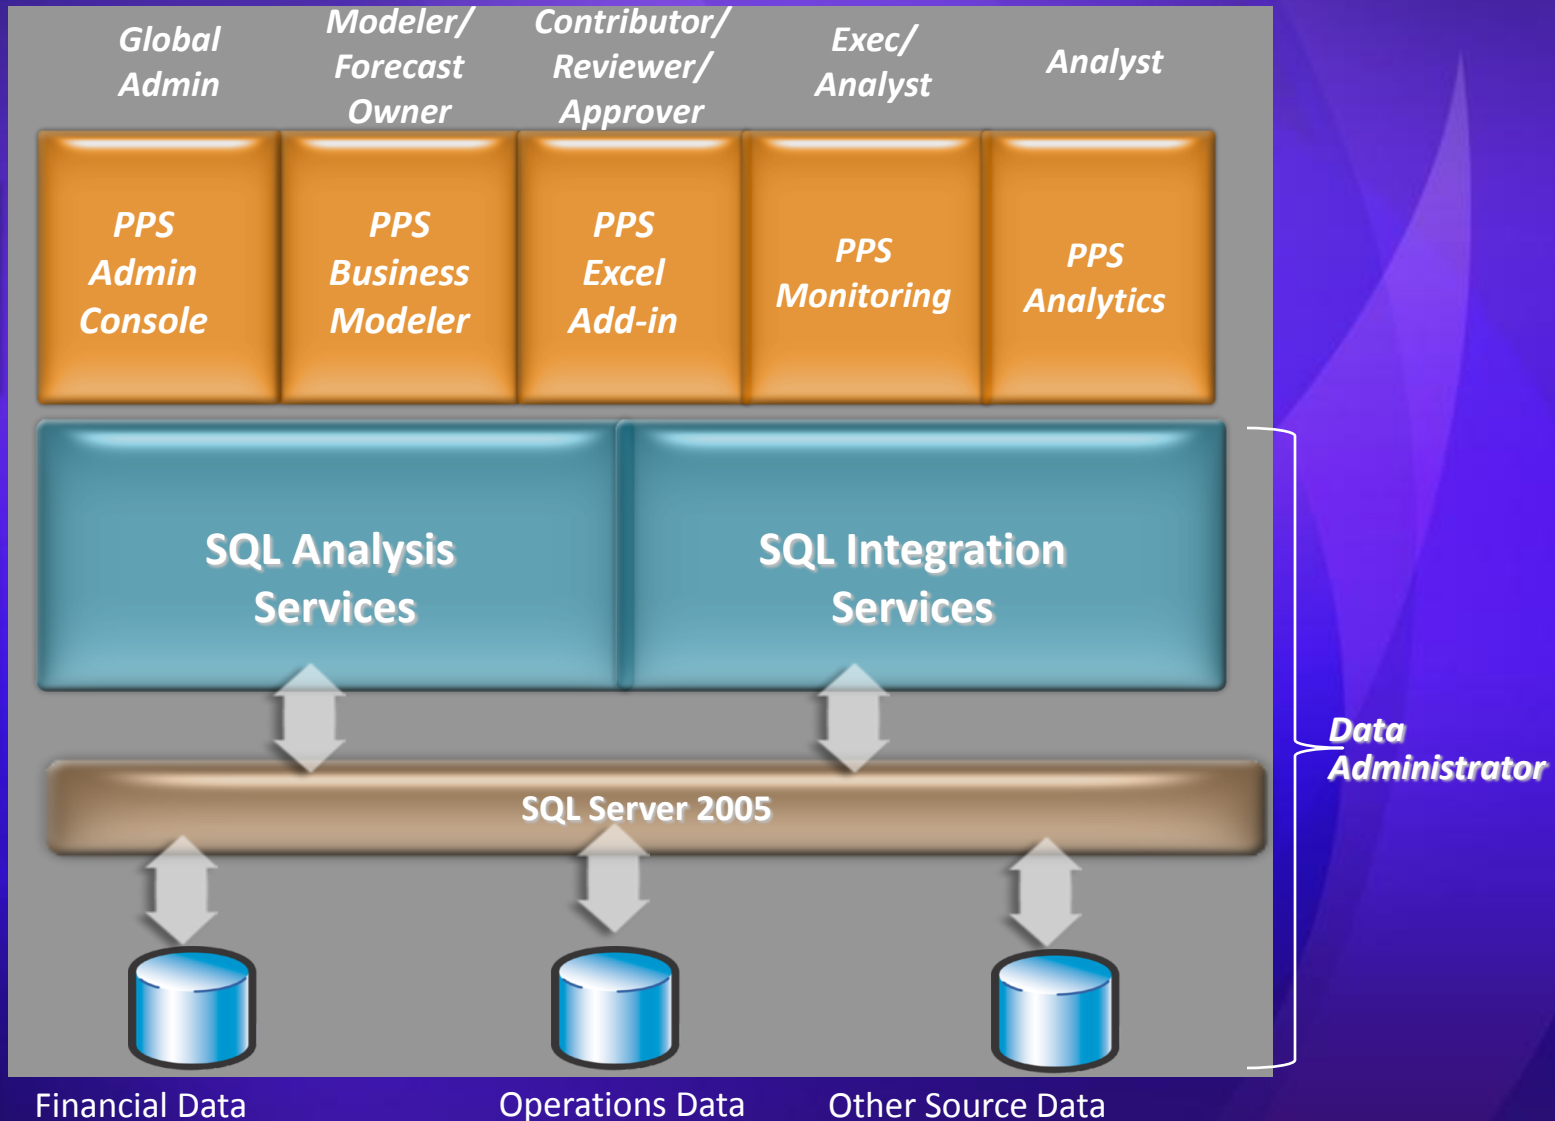 Global
Admin
Modeler/
Forecast
Owner
Contributor/
Reviewer/
Approver
Exec/
Analyst
Analyst
PPS
Admin
Console
PPS
Business
Modeler
PPS
Excel
Add-in
PPS
Monitoring
PPS
Analytics
SQL Analysis
Services
SQL Integration
Services
Data
Administrator
SQL Server 2005
Financial Data
Operations Data
Other Source Data